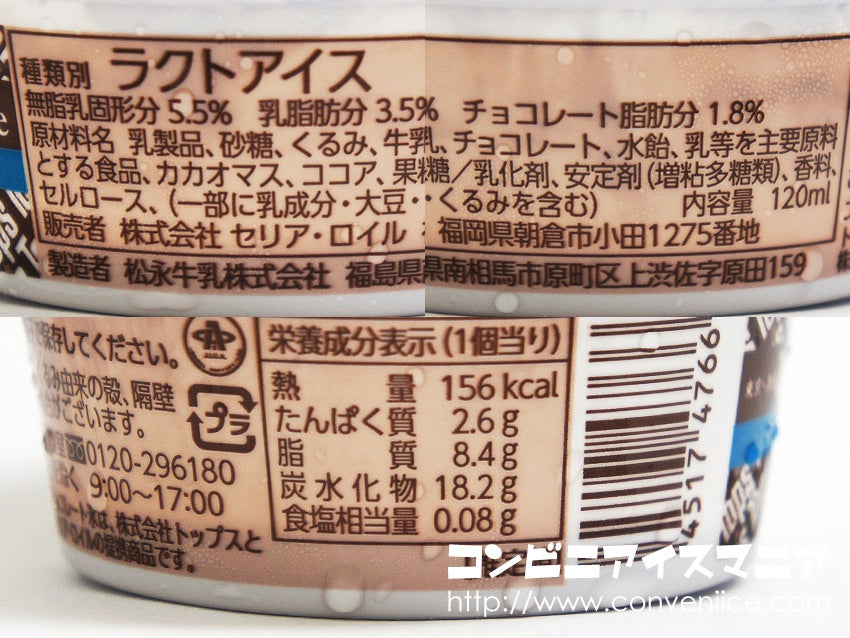 種類別 ラクトアイス
無脂乳固形分 5.5% 乳脂肪分 3.5% チョコレート脂肪分 1.8%
原材料名 乳製品、砂糖、くるみ、牛乳、チョコレート、水飴、乳等を主要原料
とする食品、カカオマス、ココア、果糖/乳化剤、安定剤(増粘多糖類)、香料、
セルロース、(一部に乳成分・大豆・くるみを含む) 内容量 120ml
販売者 株式会社 セリア・ロイル 福岡県朝倉市小田1275番地
製造者 松永牛乳株式会社 福島県南相馬市原町区上渋佐字原田159
保存してください。
るみ由来の殻、隔壁
ございます。
プラ
0120-296180
9:00~17:00
レート氷は、株式会社トップスと
の提携商品です。
栄養成分表示(1個当り)
熱量 156 kcal
たんぱく質 2.6 g
脂質 8.4 g
炭水化物 18.2 g
食塩相当量 0.08 g
4517 4766
コンビニアイスマニア
http://www.conveniice.com/